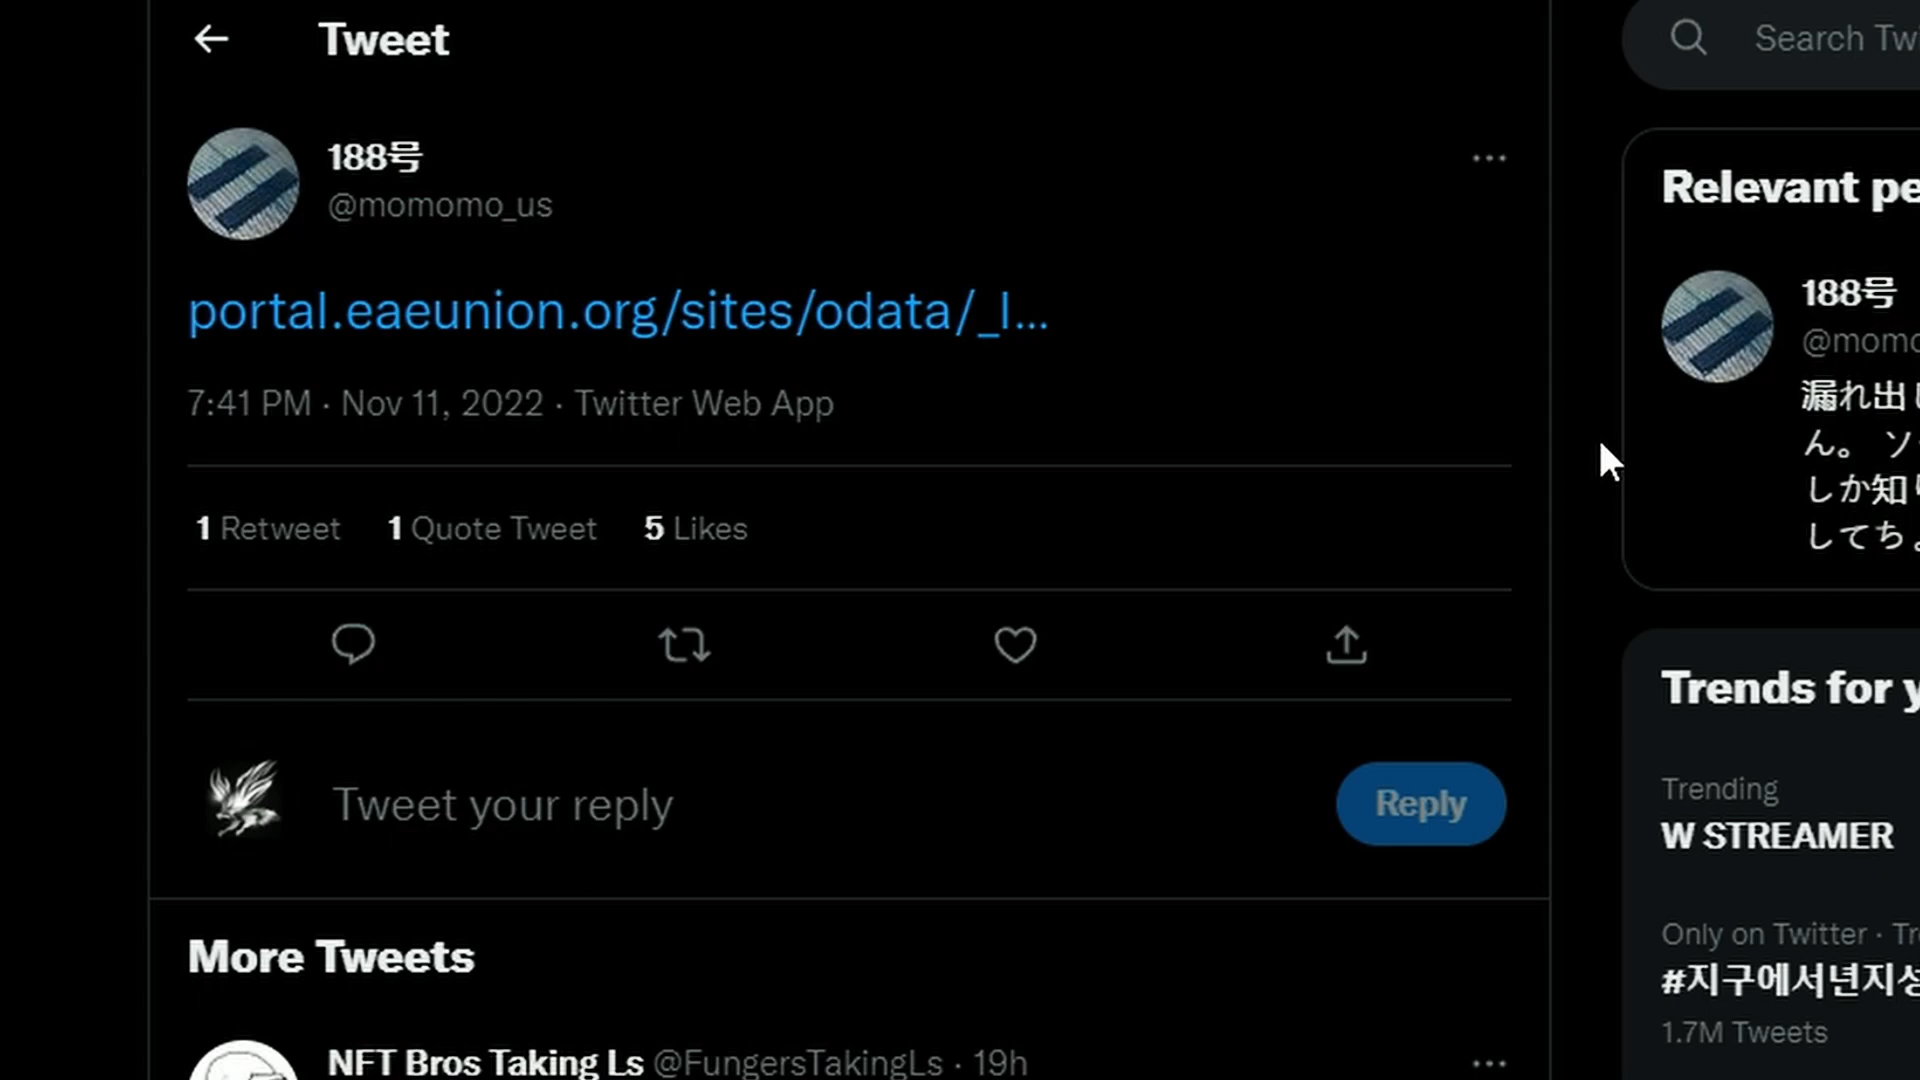 Tweet
188号
@momomo_us
portal.eaeunion.org/sites/odata/_l...
7:41 PM · Nov 11, 2022 · Twitter Web App
1 Retweet 1 Quote Tweet 5 Likes
Tweet your reply
Reply
More Tweets
NFT Bros Taking Ls @FungersTakingLs · 19h
Search Tw
Relevant pe
188号
@momo
漏れ出し
ん。 ソ
しか知り
してち
Trends for y
Trending
W STREAMER
Only on Twitter · Tr
#지구에서년지성
1.7M Tweets